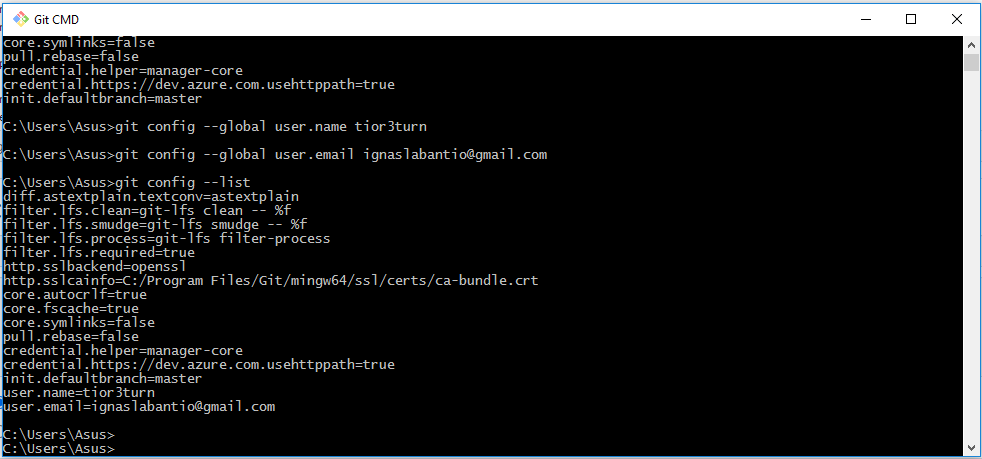 Git CMD
core.symlinks=false
pull.rebase=false
credential.helper=manager-core
credential.https://dev.azure.com.usehttppath=true
init.defaultbranch=master
C:\Users\Asus>git config --global user.name tior3turn
C:\Users\Asus>git config --global user.email ignaslabantio@gmail.com
C:\Users\Asus>git config --list
diff.astextplain.textconv=astextplain
filter.lfs.clean=git-lfs clean -- %f
filter.lfs.smudge=git-lfs smudge -- %f
filter.lfs.process=git-lfs filter-process
filter.lfs.required=true
http.sslbackend=openssl
http.sslcainfo=C:/Program Files/Git/mingw64/ssl/certs/ca-bundle.crt
core.autocrlf=true
core.fscache=true
core.symlinks=false
pull.rebase=false
credential.helper=manager-core
credential.https://dev.azure.com.usehttppath=true
init.defaultbranch=master
user.name=tior3turn
user.email=ignaslabantio@gmail.com
C:\Users\Asus>
C:\Users\Asus>